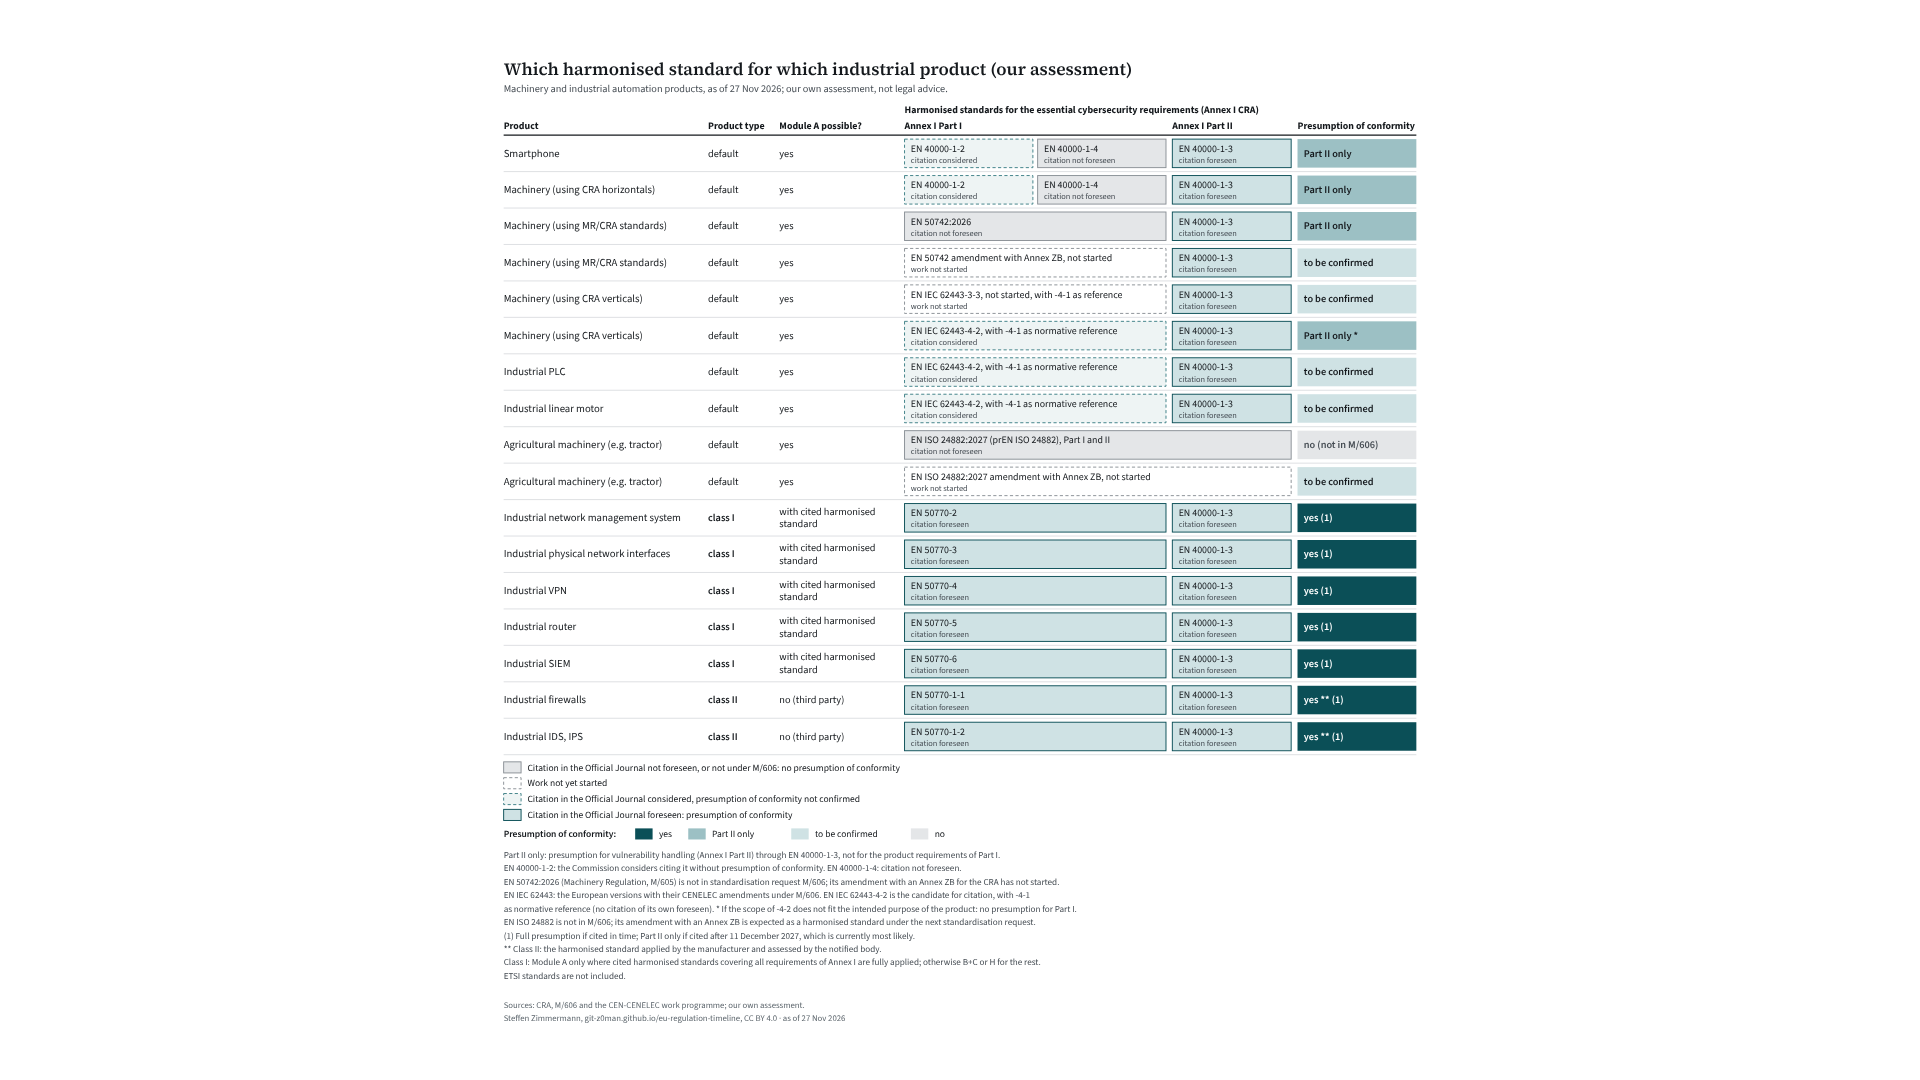 Which harmonised standard for which industrial product (our assessment)
Machinery and industrial automation products, as of 27 Nov 2026; our own assessment, not legal advice.
Harmonised standards for the essential cybersecurity requirements (Annex I CRA)
Product Product type Module A possible? Annex I Part I Annex I Part II Presumption of conformity
Smartphone default yes EN 40000-1-2 citation considered EN 40000-1-4 citation not foreseen EN 40000-1-3 citation foreseen Part II only
Machinery (using CRA horizontals) default yes EN 40000-1-2 citation considered EN 40000-1-4 citation not foreseen EN 40000-1-3 citation foreseen Part II only
Machinery (using MR/CRA standards) default yes EN 50742:2026 citation not foreseen EN 40000-1-3 citation foreseen Part II only
Machinery (using MR/CRA standards) default yes EN 50742 amendment with Annex ZB, not started work not started EN 40000-1-3 citation foreseen to be confirmed
Machinery (using CRA verticals) default yes EN IEC 62443-3-3, not started, with -4-1 as reference work not started EN 40000-1-3 citation foreseen to be confirmed
Machinery (using CRA verticals) default yes EN IEC 62443-4-2, with -4-1 as normative reference citation considered EN 40000-1-3 citation foreseen Part II only *
Industrial PLC default yes EN IEC 62443-4-2, with -4-1 as normative reference citation considered EN 40000-1-3 citation foreseen to be confirmed
Industrial linear motor default yes EN IEC 62443-4-2, with -4-1 as normative reference citation considered EN 40000-1-3 citation foreseen to be confirmed
Agricultural machinery (e.g. tractor) default yes EN ISO 24882:2027 (prEN ISO 24882), Part I and II citation not foreseen no (not in M/606)
Agricultural machinery (e.g. tractor) default yes EN ISO 24882:2027 amendment with Annex ZB, not started work not started to be confirmed
Industrial network management system class I with cited harmonised standard EN 50770-2 citation foreseen EN 40000-1-3 citation foreseen yes (1)
Industrial physical network interfaces class I with cited harmonised standard EN 50770-3 citation foreseen EN 40000-1-3 citation foreseen yes (1)
Industrial VPN class I with cited harmonised standard EN 50770-4 citation foreseen EN 40000-1-3 citation foreseen yes (1)
Industrial router class I with cited harmonised standard EN 50770-5 citation foreseen EN 40000-1-3 citation foreseen yes (1)
Industrial SIEM class I with cited harmonised standard EN 50770-6 citation foreseen EN 40000-1-3 citation foreseen yes (1)
Industrial firewalls class II no (third party) EN 50770-1-1 citation foreseen EN 40000-1-3 citation foreseen yes ** (1)
Industrial IDS, IPS class II no (third party) EN 50770-1-2 citation foreseen EN 40000-1-3 citation foreseen yes ** (1)
Citation in the Official Journal not foreseen, or not under M/606: no presumption of conformity
Work not yet started
Citation in the Official Journal considered, presumption of conformity not confirmed
Citation in the Official Journal foreseen: presumption of conformity
Presumption of conformity: yes Part II only to be confirmed no
Part II only: presumption for vulnerability handling (Annex I Part II) through EN 40000-1-3, not for the product requirements of Part I.
EN 40000-1-2: the Commission considers citing it without presumption of conformity. EN 40000-1-4: citation not foreseen.
EN 50742:2026 (Machinery Regulation, M/605) is not in standardisation request M/606; its amendment with an Annex ZB for the CRA has not started.
EN IEC 62443: the European versions with their CENELEC amendments under M/606. EN IEC 62443-4-2 is the candidate for citation, with -4-1
as normative reference (no citation of its own foreseen). * If the scope of -4-2 does not fit the intended purpose of the product: no presumption for Part I.
EN ISO 24882 is not in M/606; its amendment with an Annex ZB is expected as a harmonised standard under the next standardisation request.
(1) Full presumption if cited in time; Part II only if cited after 11 December 2027, which is currently most likely.
** Class II: the harmonised standard applied by the manufacturer and assessed by the notified body.
Class I: Module A only where cited harmonised standards covering all requirements of Annex I are fully applied; otherwise B+C or H for the rest.
ETSI standards are not included.
Sources: CRA, M/606 and the CEN-CENELEC work programme; our own assessment.
Steffen Zimmermann, git-z0man.github.io/eu-regulation-timeline, CC BY 4.0 · as of 27 Nov 2026